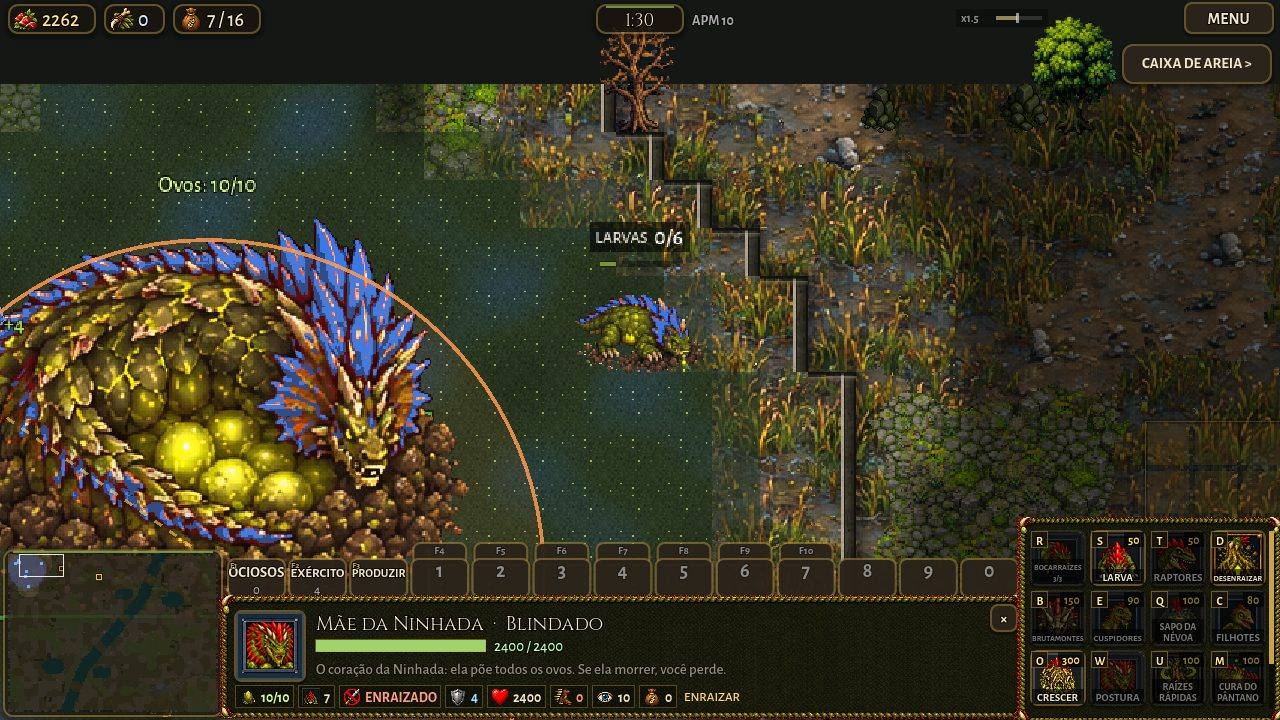 2262
0
7/16
1:30
APM 10
x1.5
MENU
CAIXA DE AREIA >
Ovos: 10/10
LARVAS 0/6
+4
F4 F5 F6 F7 F8 F9 F10
OCIOSOS EXÉRCITO PRODUZIR 1 2 3 4 5 6 7 8 9 0
0 4
MÃE DA NINHADA · BLINDADO
×
2400 / 2400
O coração da Ninhada: ela põe todos os ovos. Se ela morrer, você perde.
10/10 7 ENRAIZADO 4 2400 0 10 0 ENRAIZAR
R BOCARRAÍZES 3/3
S 50 LARVA
T 50 RAPTORES
D DESENRAIZAR
B 150 BRUTAMONTES
E 90 CUSPIDORES
Q 100 SAPO DA NÉVOA
C 80 FILHOTES
O 300 CRESCER
W POSTURA
U 100 RAÍZES RÁPIDAS
M 100 CURA DO PÂNTANO